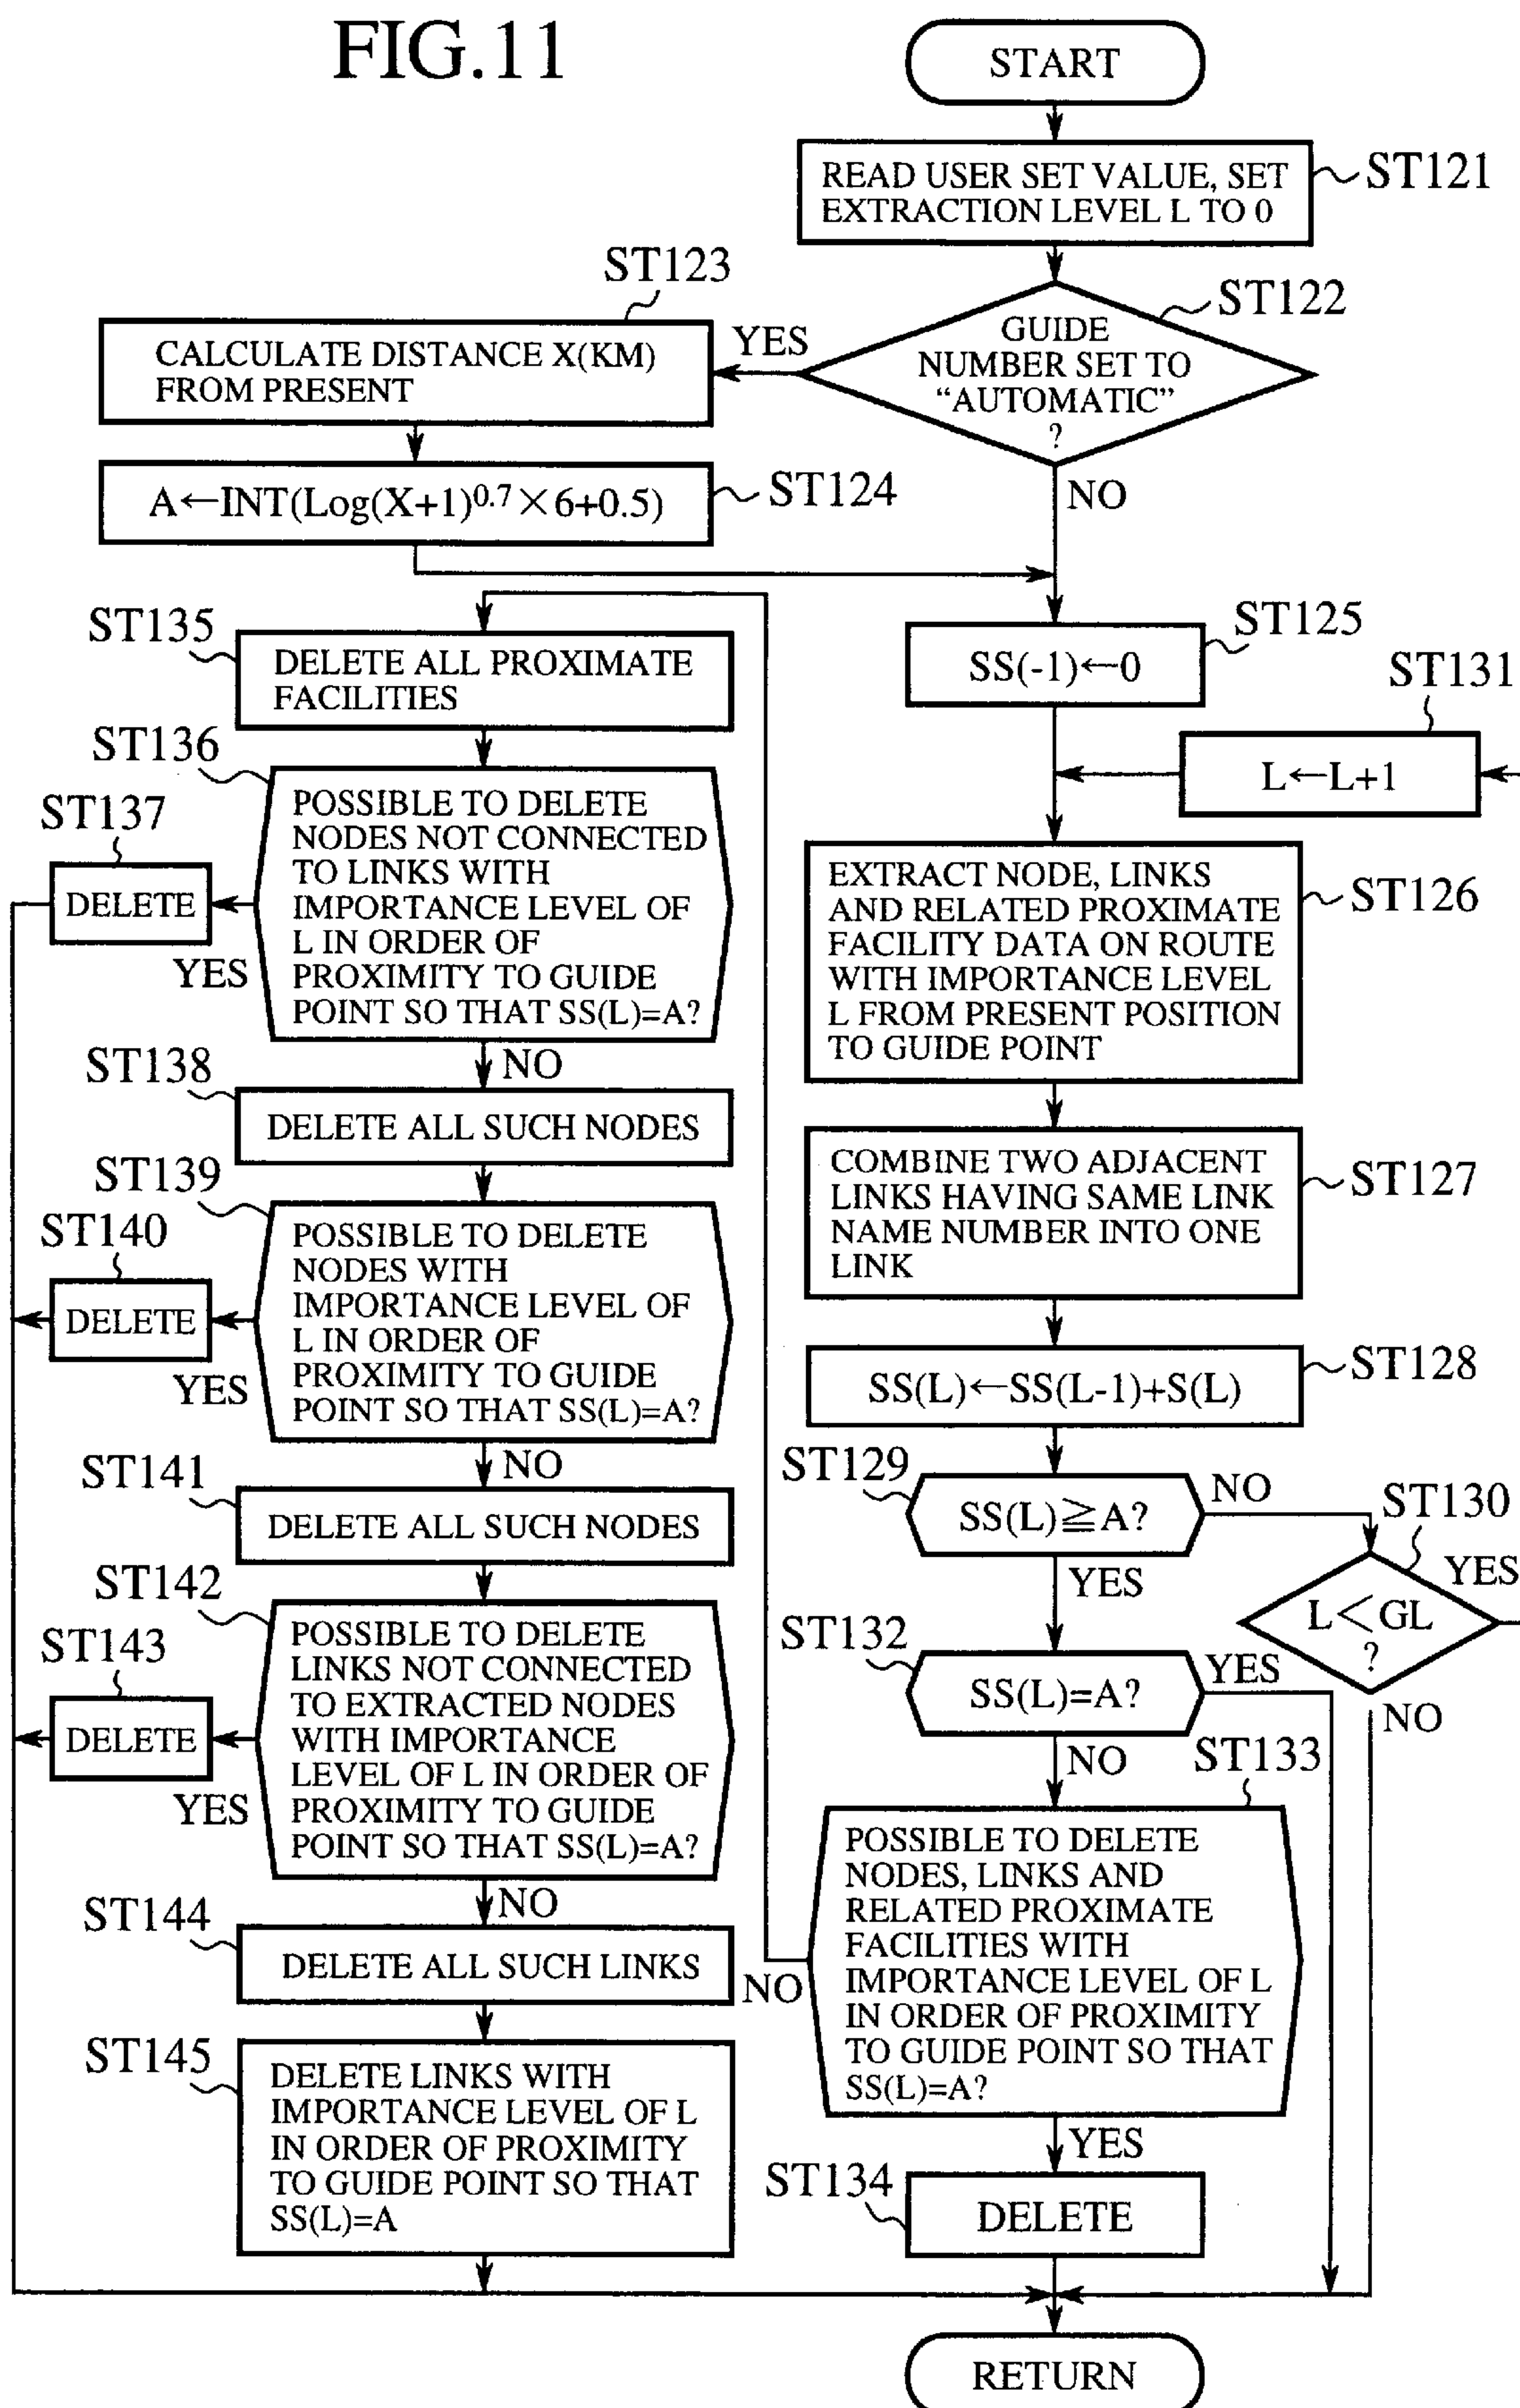 FIG.11
START
READ USER SET VALUE, SET
EXTRACTION LEVEL L TO 0
ST121
GUIDE
NUMBER SET TO
“AUTOMATIC”
?
ST122
YES
NO
ST123
CALCULATE DISTANCE X(KM)
FROM PRESENT
A←INT(Log(X+1)^0.7×6+0.5)
ST124
SS(-1)←0
ST125
ST131
L←L+1
EXTRACT NODE, LINKS
AND RELATED PROXIMATE
FACILITY DATA ON ROUTE
WITH IMPORTANCE LEVEL
L FROM PRESENT POSITION
TO GUIDE POINT
ST126
COMBINE TWO ADJACENT
LINKS HAVING SAME LINK
NAME NUMBER INTO ONE
LINK
ST127
SS(L)←SS(L-1)+S(L)
ST128
ST129
SS(L)≧A?
NO
YES
ST130
L<GL
?
YES
NO
ST132
SS(L)=A?
YES
NO
ST133
POSSIBLE TO DELETE
NODES, LINKS AND
RELATED PROXIMATE
FACILITIES WITH
IMPORTANCE LEVEL OF L
IN ORDER OF PROXIMITY
TO GUIDE POINT SO THAT
SS(L)=A?
NO
YES
ST134
DELETE
ST135
DELETE ALL PROXIMATE
FACILITIES
ST136
POSSIBLE TO DELETE
NODES NOT CONNECTED
TO LINKS WITH
IMPORTANCE LEVEL OF
L IN ORDER OF
PROXIMITY TO GUIDE
POINT SO THAT SS(L)=A?
ST137
DELETE
YES
NO
ST138
DELETE ALL SUCH NODES
ST139
POSSIBLE TO DELETE
NODES WITH
IMPORTANCE LEVEL OF
L IN ORDER OF
PROXIMITY TO GUIDE
POINT SO THAT SS(L)=A?
ST140
DELETE
YES
NO
ST141
DELETE ALL SUCH NODES
ST142
POSSIBLE TO DELETE
LINKS NOT CONNECTED
TO EXTRACTED NODES
WITH IMPORTANCE
LEVEL OF L IN ORDER OF
PROXIMITY TO GUIDE
POINT SO THAT SS(L)=A?
ST143
DELETE
YES
NO
ST144
DELETE ALL SUCH LINKS
ST145
DELETE LINKS WITH
IMPORTANCE LEVEL OF L
IN ORDER OF PROXIMITY
TO GUIDE POINT SO THAT
SS(L)=A
RETURN